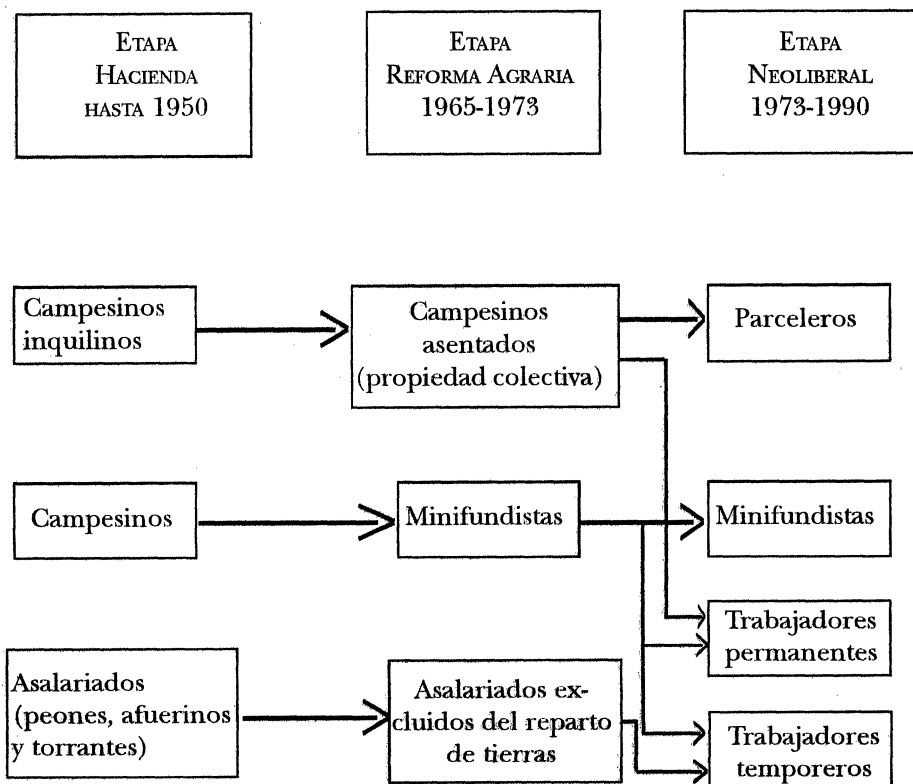 ETAPA
HACIENDA
HASTA 1950
ETAPA
REFORMA AGRARIA
1965-1973
ETAPA
NEOLIBERAL
1973-1990
Campesinos
inquilinos
Campesinos
asentados
(propiedad colectiva)
Parceleros
Campesinos
Minifundistas
Minifundistas
Trabajadores
permanentes
Asalariados
(peones, afuerinos
y torrantes)
Asalariados ex-
cluidos del reparto
de tierras
Trabajadores
temporeros